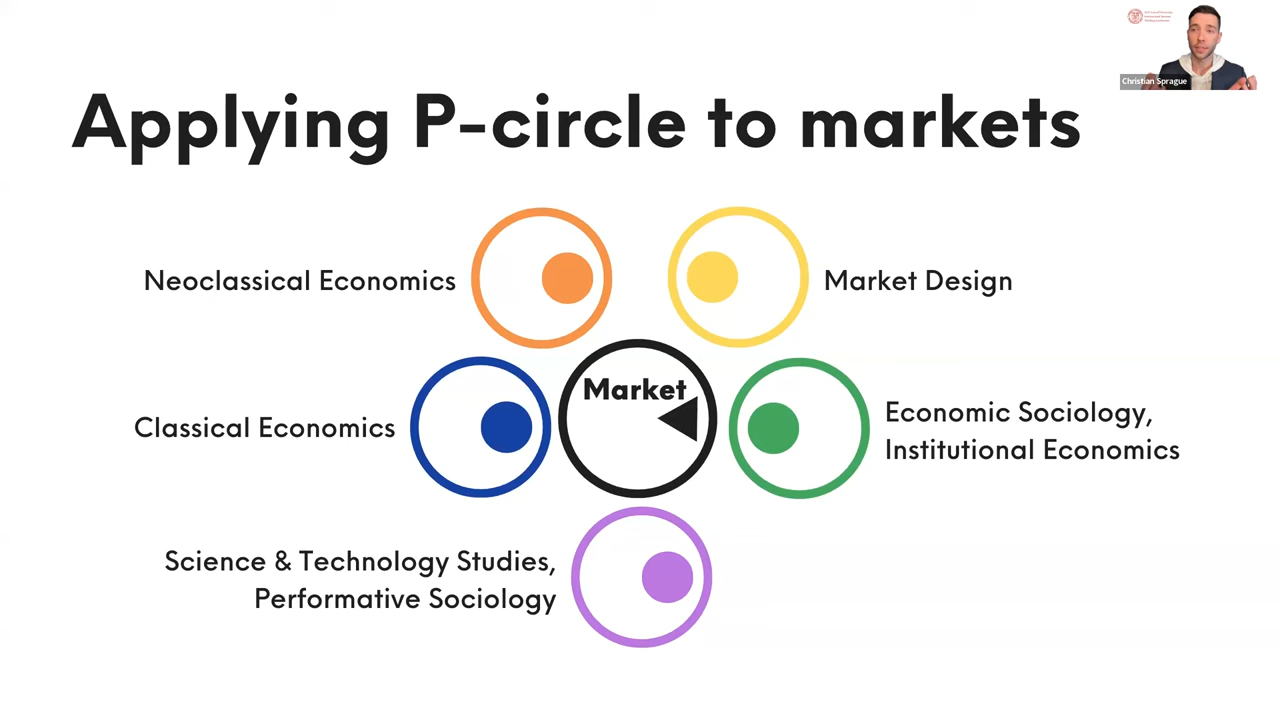 Christian Sprague
Applying P-circle to markets
Neoclassical Economics
Market Design
Market
Classical Economics
Economic Sociology,
Institutional Economics
Science & Technology Studies,
Performative Sociology